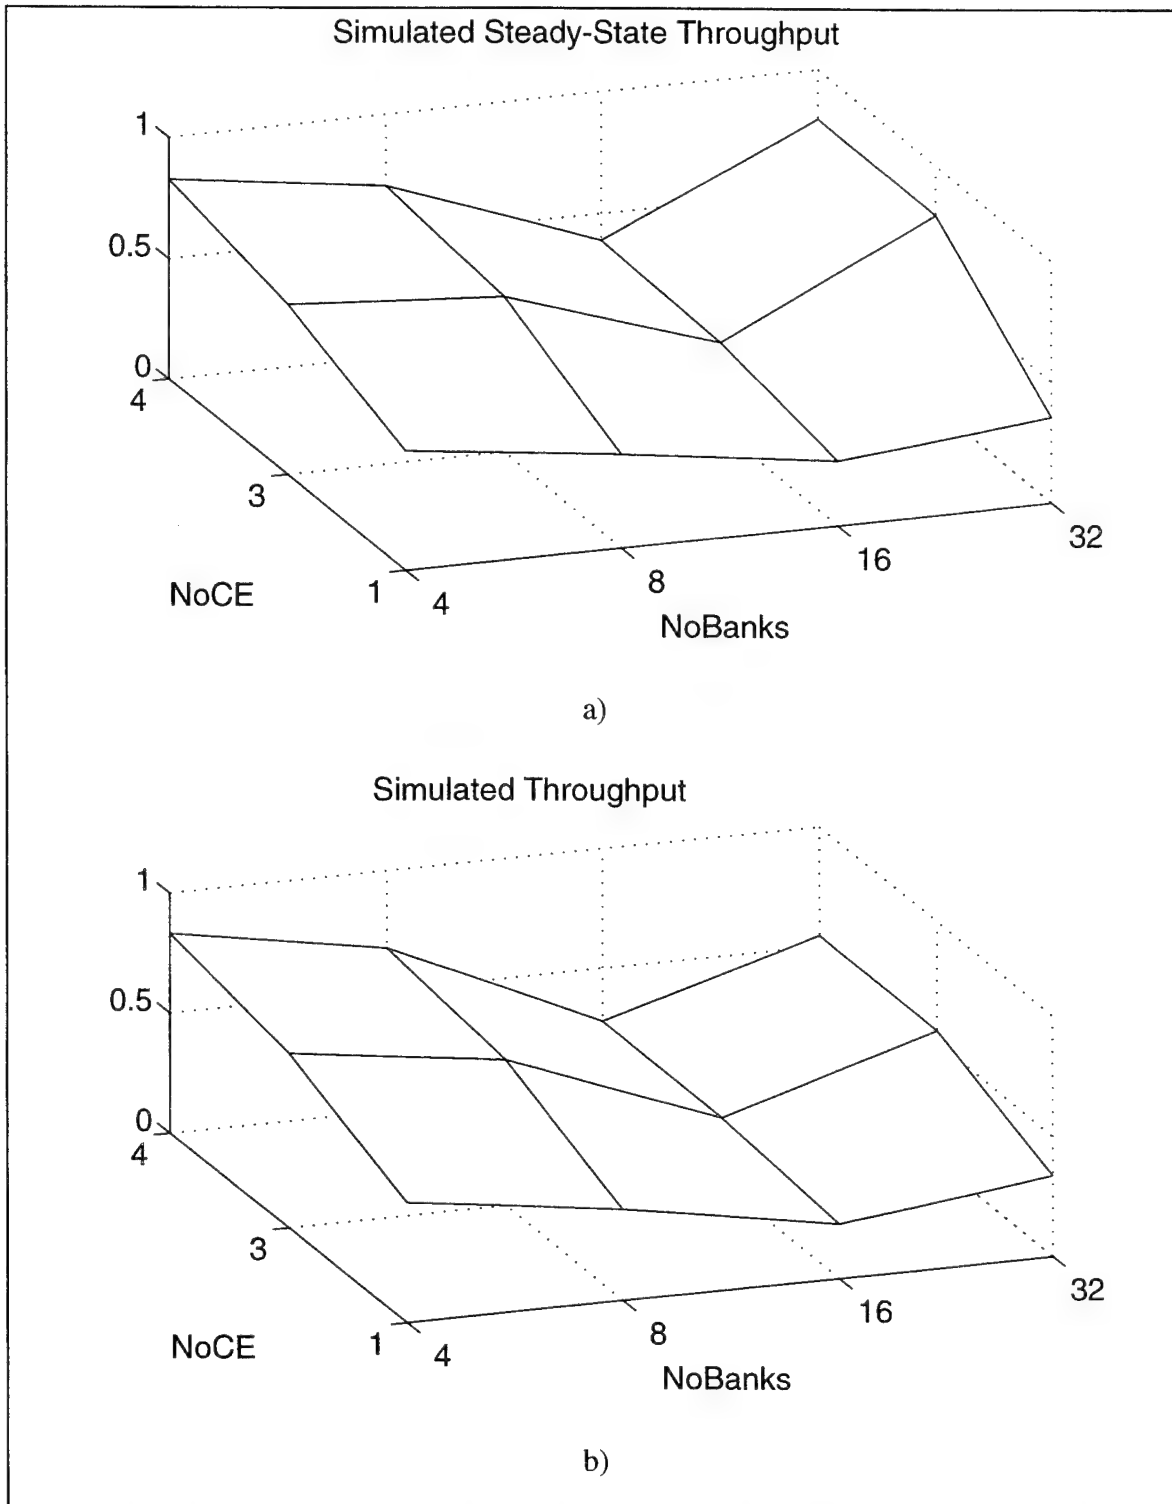 Simulated Steady-State Throughput
1
0.5
0
4
3
1
4
8
16
32
NoCE
NoBanks
a)
Simulated Throughput
1
0.5
0
4
3
1
4
8
16
32
NoCE
NoBanks
b)